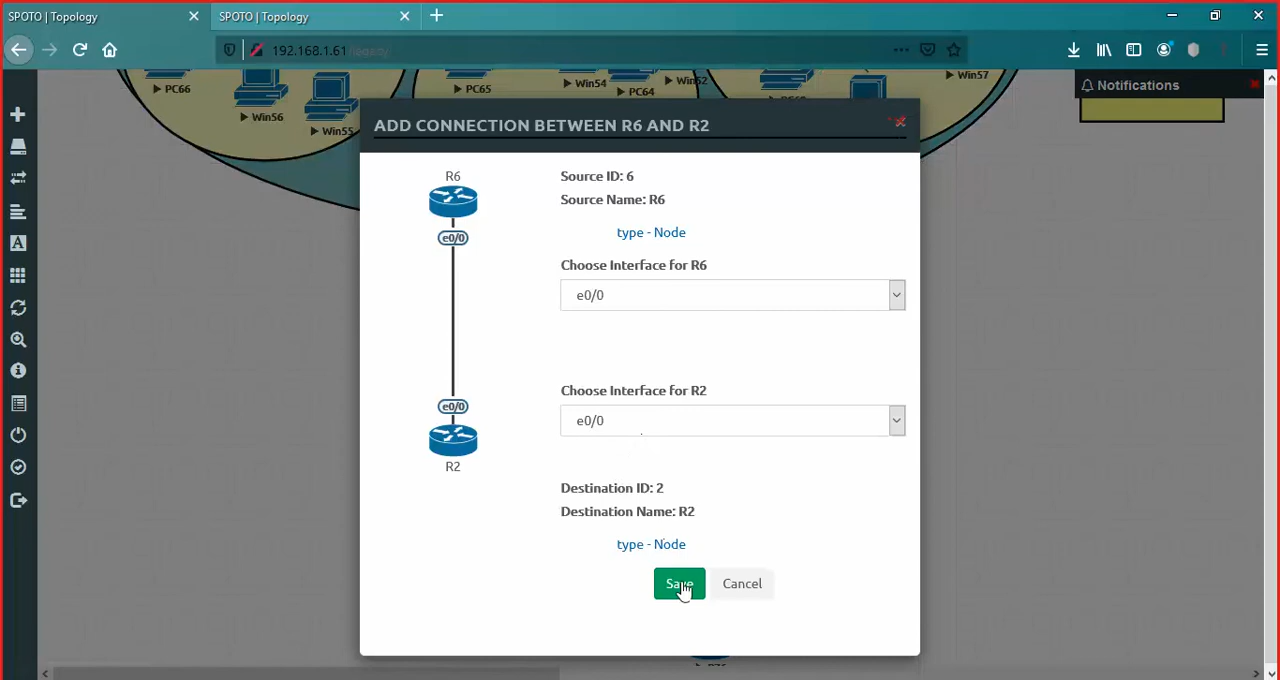 SPOTO | Topology
SPOTO | Topology
192.168.1.61/legacy
PC66
Win56
Win55
PC65
Win54
PC64
Win52
Win57
Notifications
ADD CONNECTION BETWEEN R6 AND R2
R6
e0/0
e0/0
R2
Source ID: 6
Source Name: R6
type - Node
Choose Interface for R6
e0/0
Choose Interface for R2
e0/0
Destination ID: 2
Destination Name: R2
type - Node
Save
Cancel